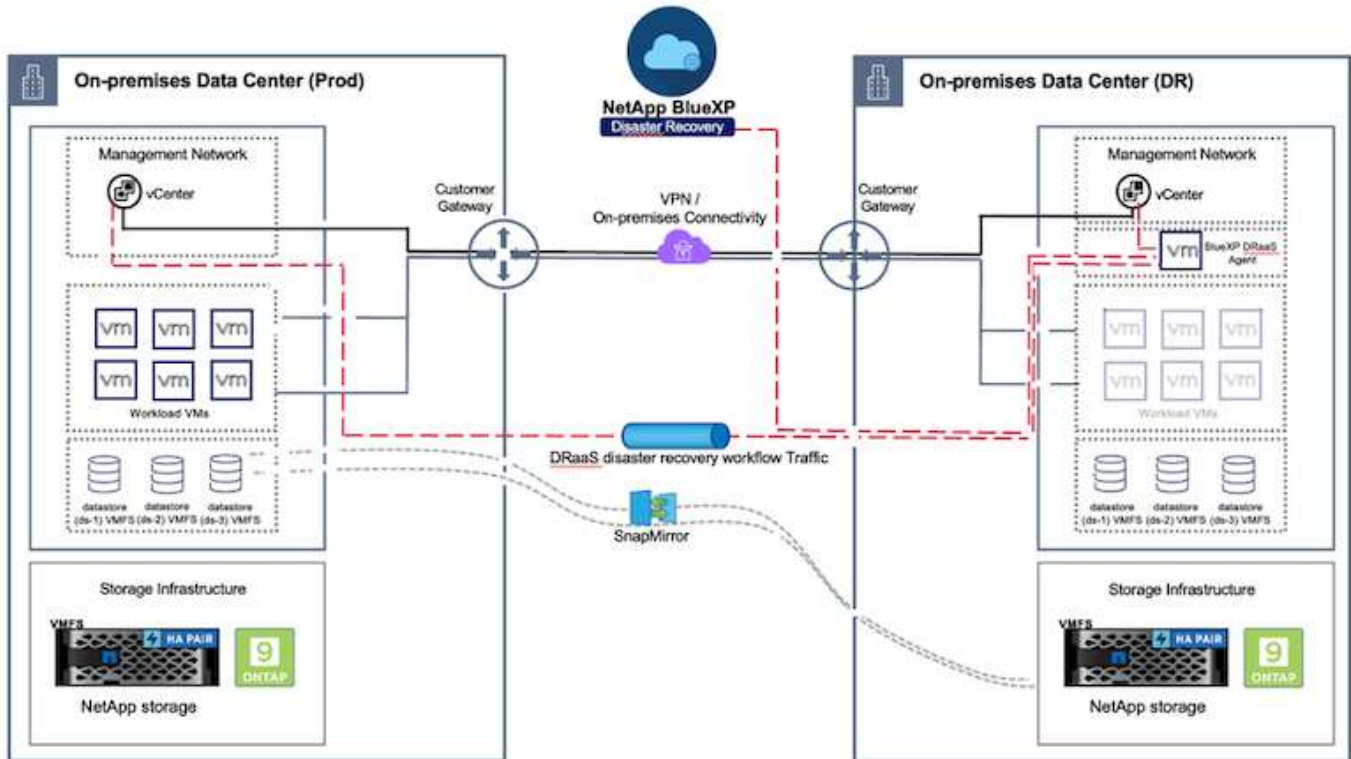 NetApp BlueXP
Disaster Recovery
On-premises Data Center (Prod)
Management Network
vCenter
vm vm vm
vm vm vm
Workload VMs
datastore datastore datastore
(ds-1) VMFS (ds-2) VMFS (ds-3) VMFS
Storage Infrastructure
VMFS
HA PAIR
9
ONTAP
NetApp storage
Customer
Gateway
VPN /
On-premises Connectivity
Customer
Gateway
DRaaS disaster recovery workflow Traffic
SnapMirror
On-premises Data Center (DR)
Management Network
vCenter
vm
BlueXP DRaaS
Agent
vm vm vm
vm vm vm
Workload VMs
datastore datastore datastore
(ds-1) VMFS (ds-2) VMFS (ds-3) VMFS
Storage Infrastructure
VMFS
HA PAIR
9
ONTAP
NetApp storage